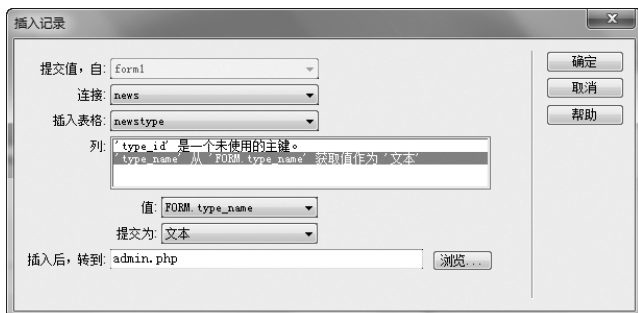 插入记录
提交值，自: form1
确定
连接: news
取消
插入表格: newstype
帮助
列: 'type_id' 是一个未使用的主键。
'type_name' 从 'FORM.type_name' 获取值作为 '文本'
值: FORM.type_name
提交为: 文本
插入后，转到: admin.php
浏览...